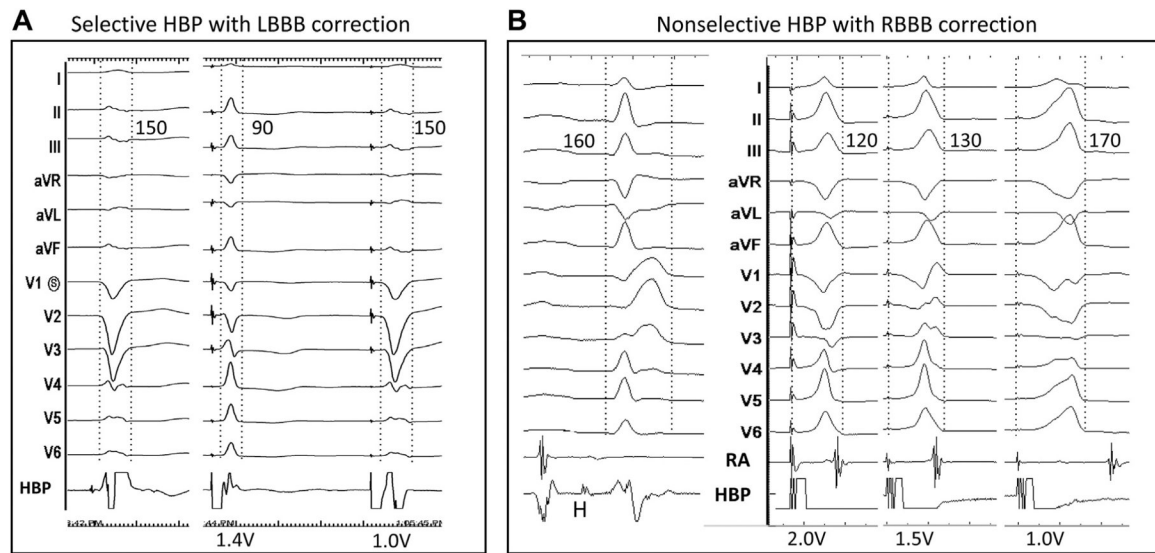 A Selective HBP with LBBB correction
I
II
III
aVR
aVL
aVF
V1 Ⓢ
V2
V3
V4
V5
V6
HBP
150
90
150
1.4V
1.0V
B Nonselective HBP with RBBB correction
160
H
I
II
III
aVR
aVL
aVF
V1
V2
V3
V4
V5
V6
RA
HBP
120
130
170
2.0V
1.5V
1.0V